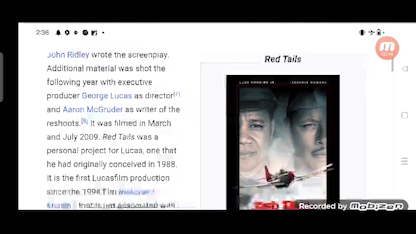 2:36
John Ridley wrote the screenplay.
Additional material was shot the
following year with executive
producer George Lucas as director[7]
and Aaron McGruder as writer of the
reshoots.[8] It was filmed in March
and July 2009. Red Tails was a
personal project for Lucas, one that
he had originally conceived in 1988.
It is the first Lucasfilm production
since the 1994 film
Red Tails
Recorded by Mobizen